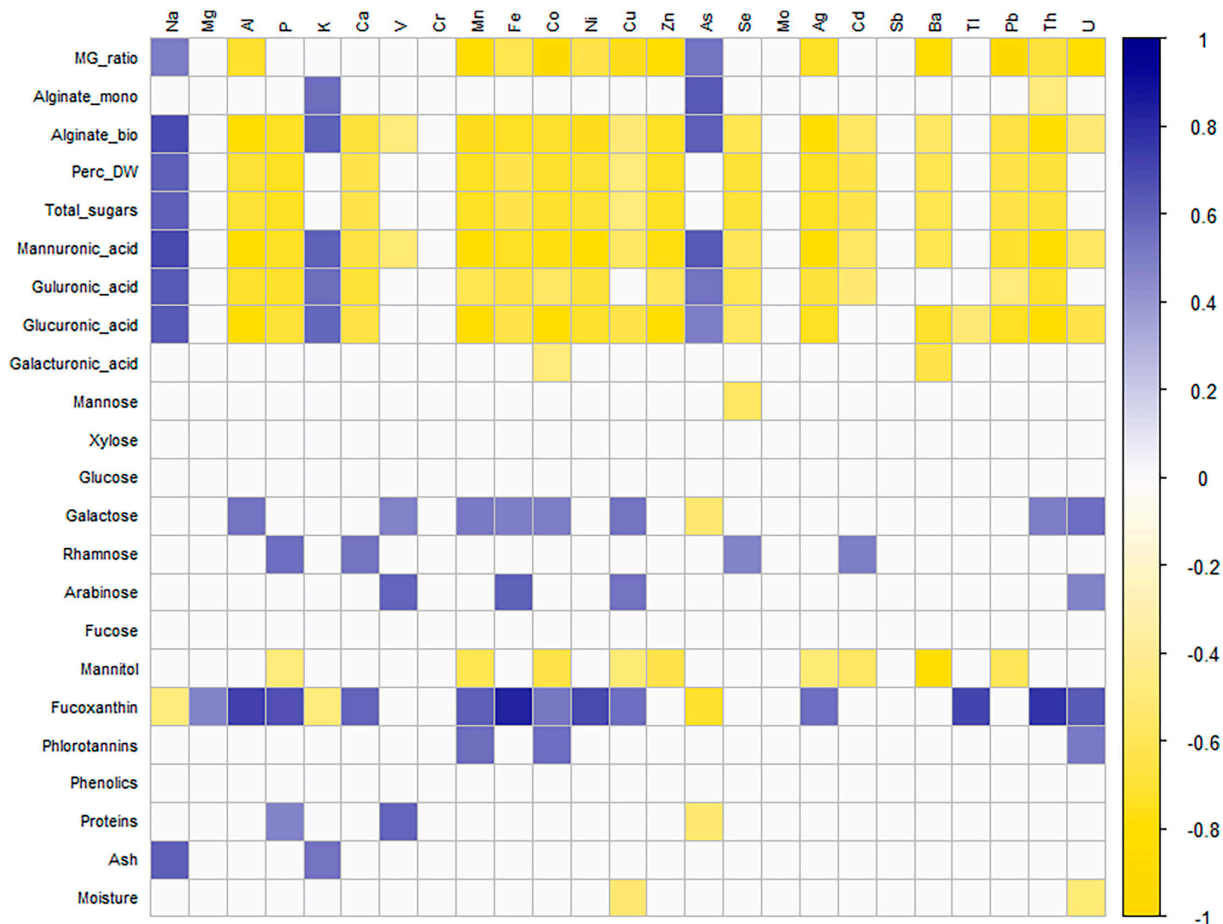 Na Mg Al P K Ca V Cr Mn Fe Co Ni Cu Zn As Se Mo Ag Cd Sb Ba Tl Pb Th U
MG_ratio
Alginate_mono
Alginate_bio
Perc_DW
Total_sugars
Mannuronic_acid
Guluronic_acid
Glucuronic_acid
Galacturonic_acid
Mannose
Xylose
Glucose
Galactose
Rhamnose
Arabinose
Fucose
Mannitol
Fucoxanthin
Phlorotannins
Phenolics
Proteins
Ash
Moisture
1
0.8
0.6
0.4
0.2
0
-0.2
-0.4
-0.6
-0.8
-1